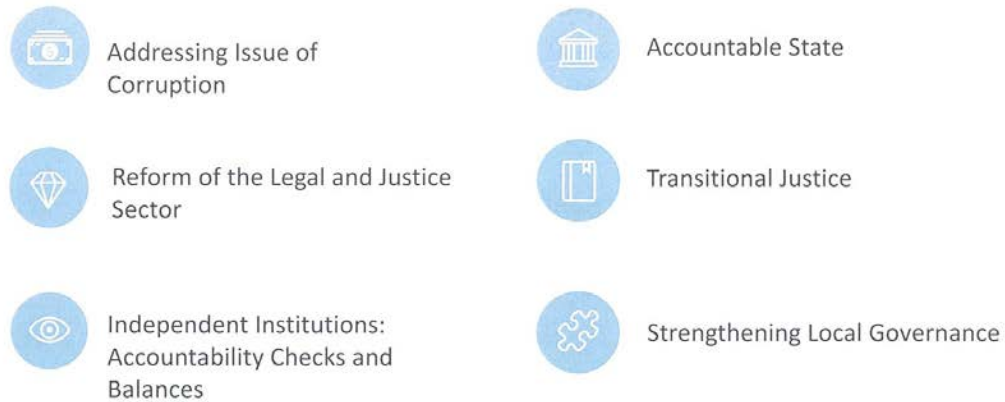 Addressing Issue of
Corruption
Accountable State
Reform of the Legal and Justice
Sector
Transitional Justice
Independent Institutions:
Accountability Checks and
Balances
Strengthening Local Governance